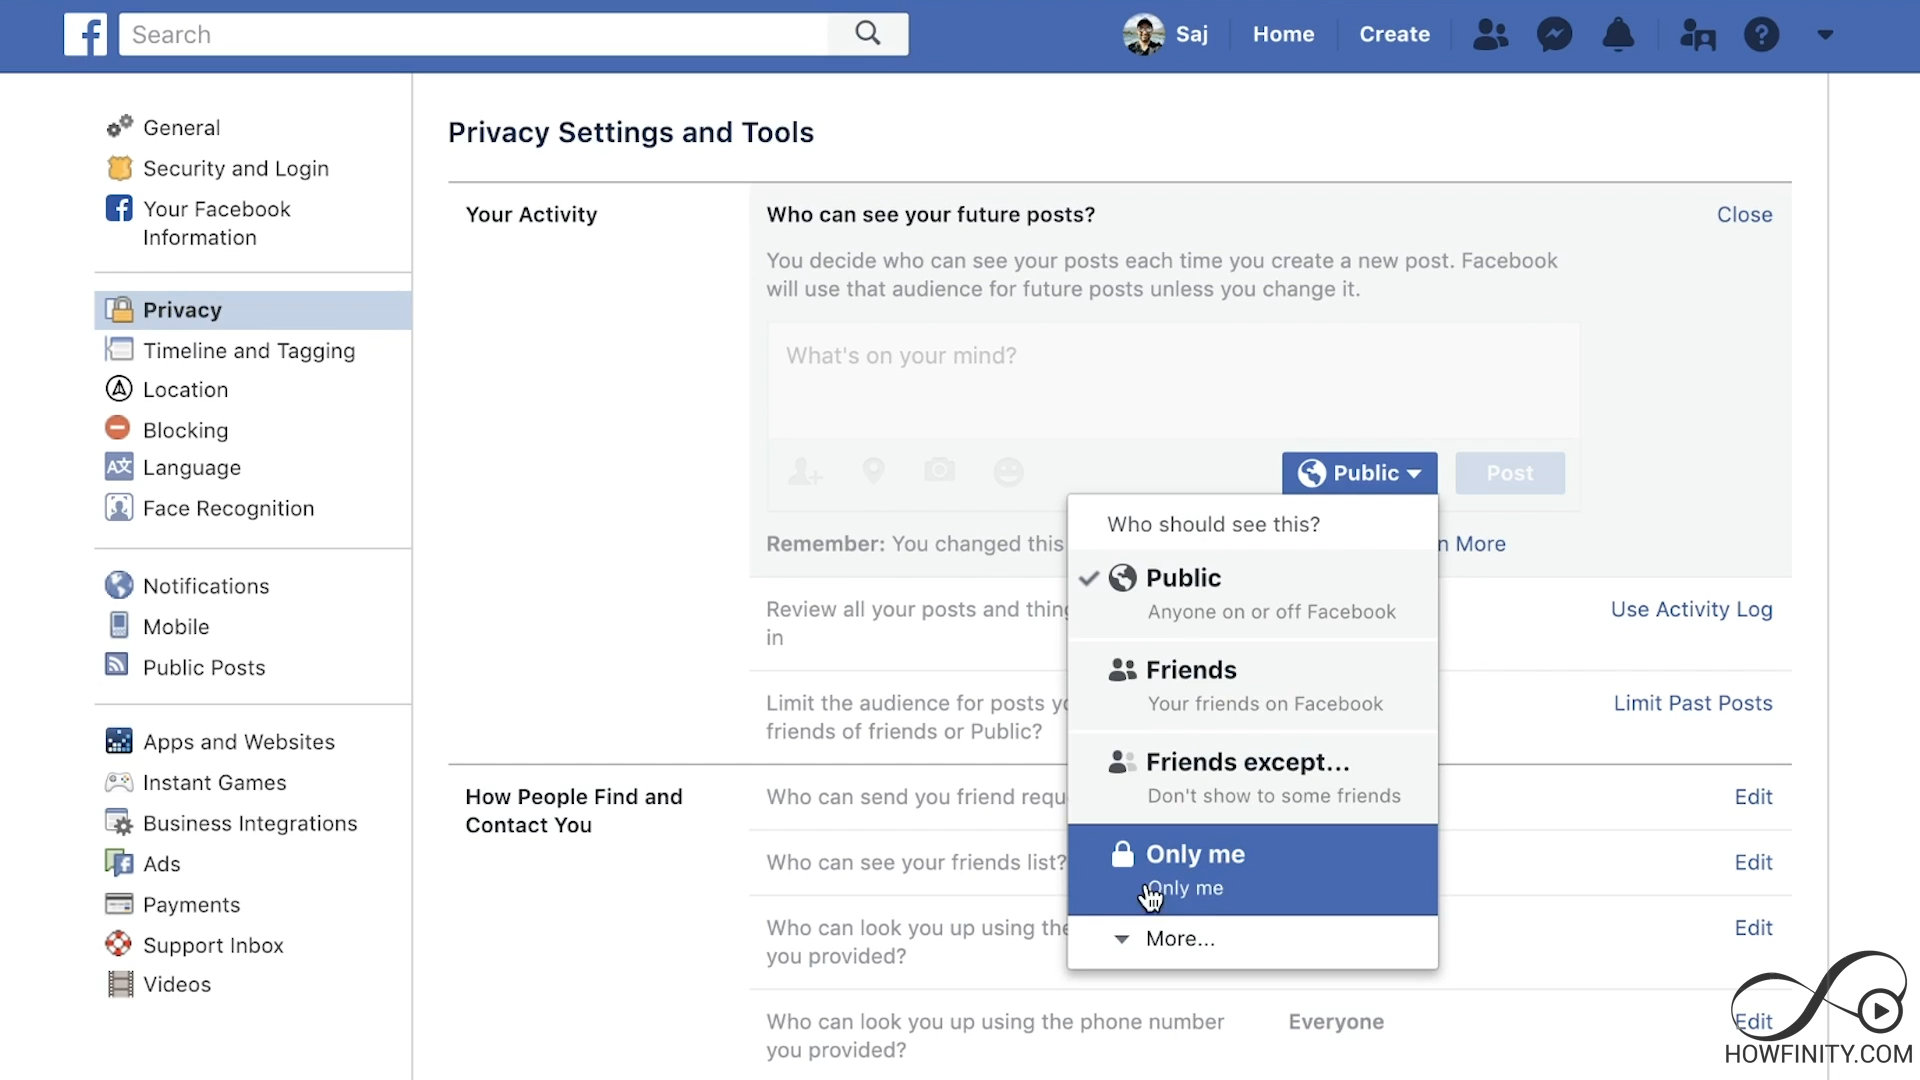 f Search Saj Home Create
General
Security and Login
Your Facebook
Information
Privacy
Timeline and Tagging
Location
Blocking
Language
Face Recognition
Notifications
Mobile
Public Posts
Apps and Websites
Instant Games
Business Integrations
Ads
Payments
Support Inbox
Videos
Privacy Settings and Tools
Your Activity
Who can see your future posts?
Close
You decide who can see your posts each time you create a new post. Facebook
will use that audience for future posts unless you change it.
What's on your mind?
Public
Post
Remember: You changed this
More
Who should see this?
Public
Anyone on or off Facebook
Friends
Your friends on Facebook
Friends except...
Don't show to some friends
Only me
Only me
More...
Review all your posts and
in
Use Activity Log
Limit the audience for posts
friends of friends or Public?
Limit Past Posts
How People Find and
Contact You
Who can send you friend
Edit
Who can see your friends list?
Edit
Who can look you up using
you provided?
Edit
Who can look you up using the phone number
you provided?
Everyone
Edit
HOWFINITY.COM